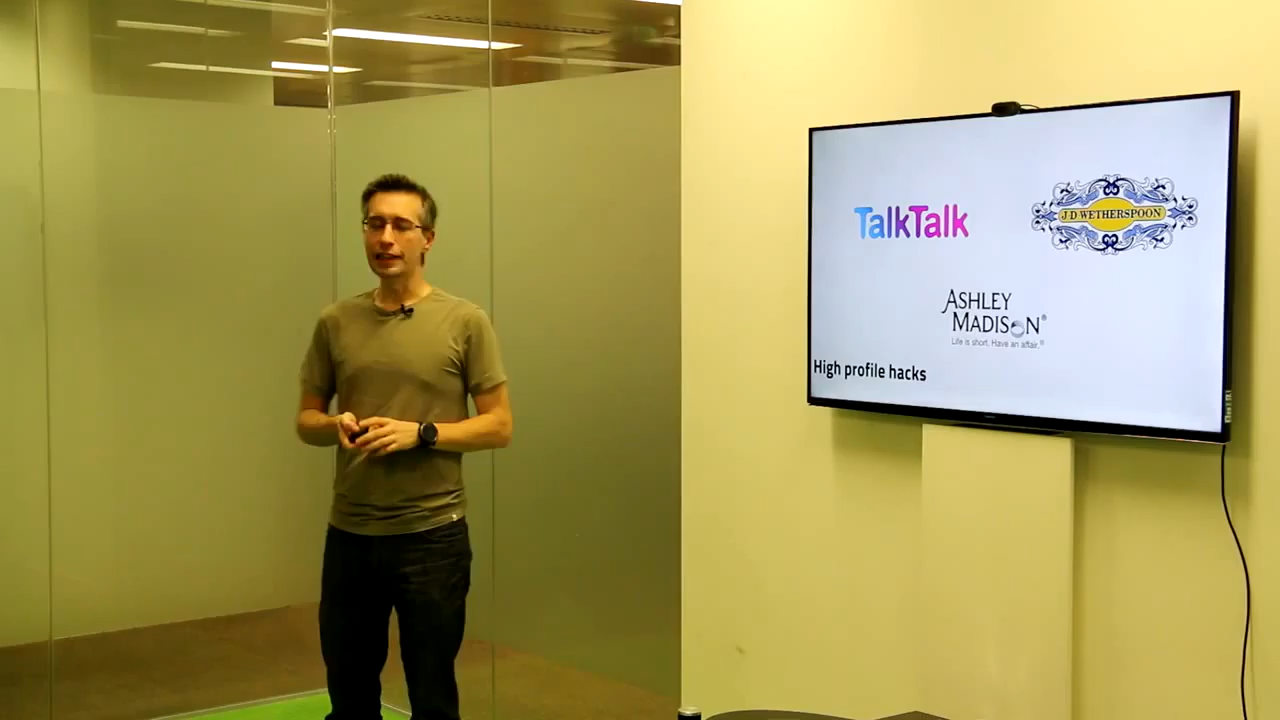 TalkTalk
J D WETHERSPOON
ASHLEY
MADISON®
Life is short. Have an affair.®
High profile hacks